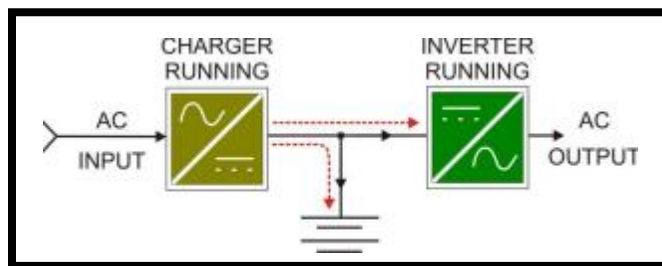 CHARGER
RUNNING
INVERTER
RUNNING
AC
INPUT
AC
OUTPUT